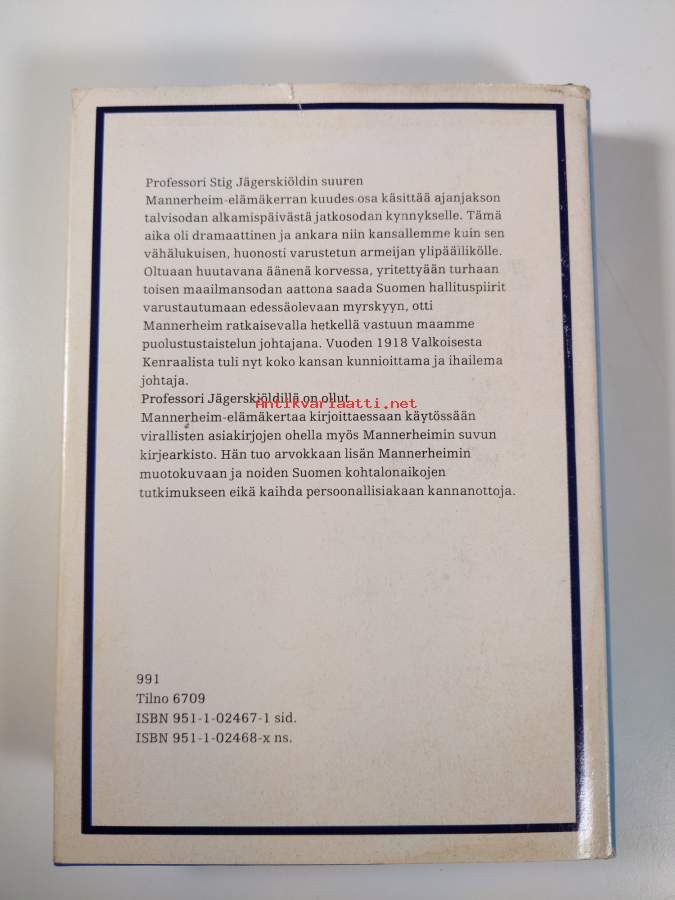 Professori Stig Jägerskiöldin suuren
Mannerheim-elämäkerran kuudes osa käsittää ajanjakson
talvisodan alkamispäivästä jatkosodan kynnykselle. Tämä
aika oli dramaattinen ja ankara niin kansallemme kuin sen
vähälukuisen, huonosti varustetun armeijan ylipäällikölle.
Oltuaan huutavana äänenä korvessa, yritettyään turhaan
toisen maailmansodan aattona saada Suomen hallituspiirit
varustautumaan edessäolevaan myrskyyn, otti
Mannerheim ratkaisevalla hetkellä vastuun maamme
puolustustaistelun johtajana. Vuoden 1918 Valkoisesta
Kenraalista tuli nyt koko kansan kunnioittama ja ihailema
johtaja.
Professori Jägerskiöldillä on ollut
Antikvariaatti.net
Mannerheim-elämäkertaa kirjoittaessaan käytössään
virallisten asiakirjojen ohella myös Mannerheimin suvun
kirjearkisto. Hän tuo arvokkaan lisän Mannerheimin
muotokuvaan ja noiden Suomen kohtalonaikojen
tutkimukseen eikä kaihda persoonallisiakaan kannanottoja.
991
Tilno 6709
ISBN 951-1-02467-1 sid.
ISBN 951-1-02468-x ns.